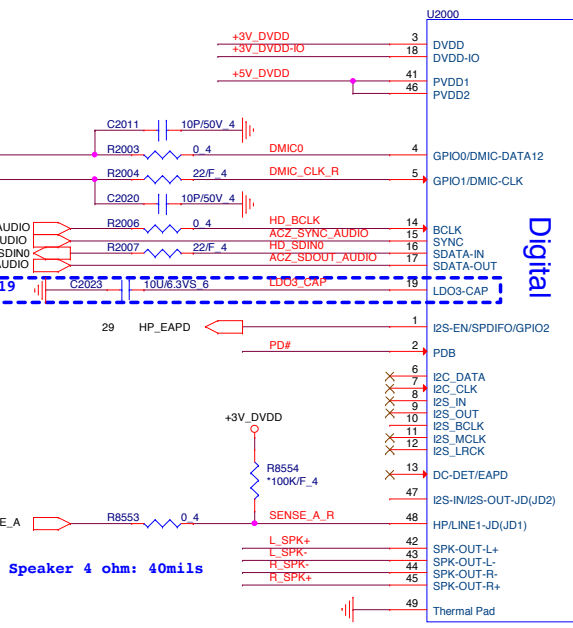 U2000
+3V_DVDD 3 DVDD
+3V_DVDD-IO 18 DVDD-IO
+5V_DVDD 41 PVDD1
46 PVDD2
C2011 10P/50V_4
R2003 0_4 DMIC0 4 GPIO0/DMIC-DATA12
R2004 22/F_4 DMIC_CLK_R 5 GPIO1/DMIC-CLK
C2020 10P/50V_4
Digital
AUDIO R2006 0_4 HD_BCLK 14 BCLK
UDIO ACZ_SYNC_AUDIO 15 SYNC
SDIN0 R2007 22/F_4 HD_SDIN0 16 SDATA-IN
AUDIO ACZ_SDOUT_AUDIO 17 SDATA-OUT
19 C2023 10U/6.3VS_6 LDO3_CAP 19 LDO3-CAP
29 HP_EAPD 1 I2S-EN/SPDIFO/GPIO2
PD# 2 PDB
6 I2C_DATA
7 I2C_CLK
8 I2S_IN
9 I2S_OUT
10 I2S_BCLK
11 I2S_MCLK
12 I2S_LRCK
+3V_DVDD
R8554 13 DC-DET/EAPD
*100K/F_4
47 I2S-IN/I2S-OUT-JD(JD2)
E_A R8553 0_4 SENSE_A_R 48 HP/LINE1-JD(JD1)
L_SPK+ 42 SPK-OUT-L+
L_SPK- 43 SPK-OUT-L-
R_SPK- 44 SPK-OUT-R-
R_SPK+ 45 SPK-OUT-R+
Speaker 4 ohm: 40mils
49 Thermal Pad